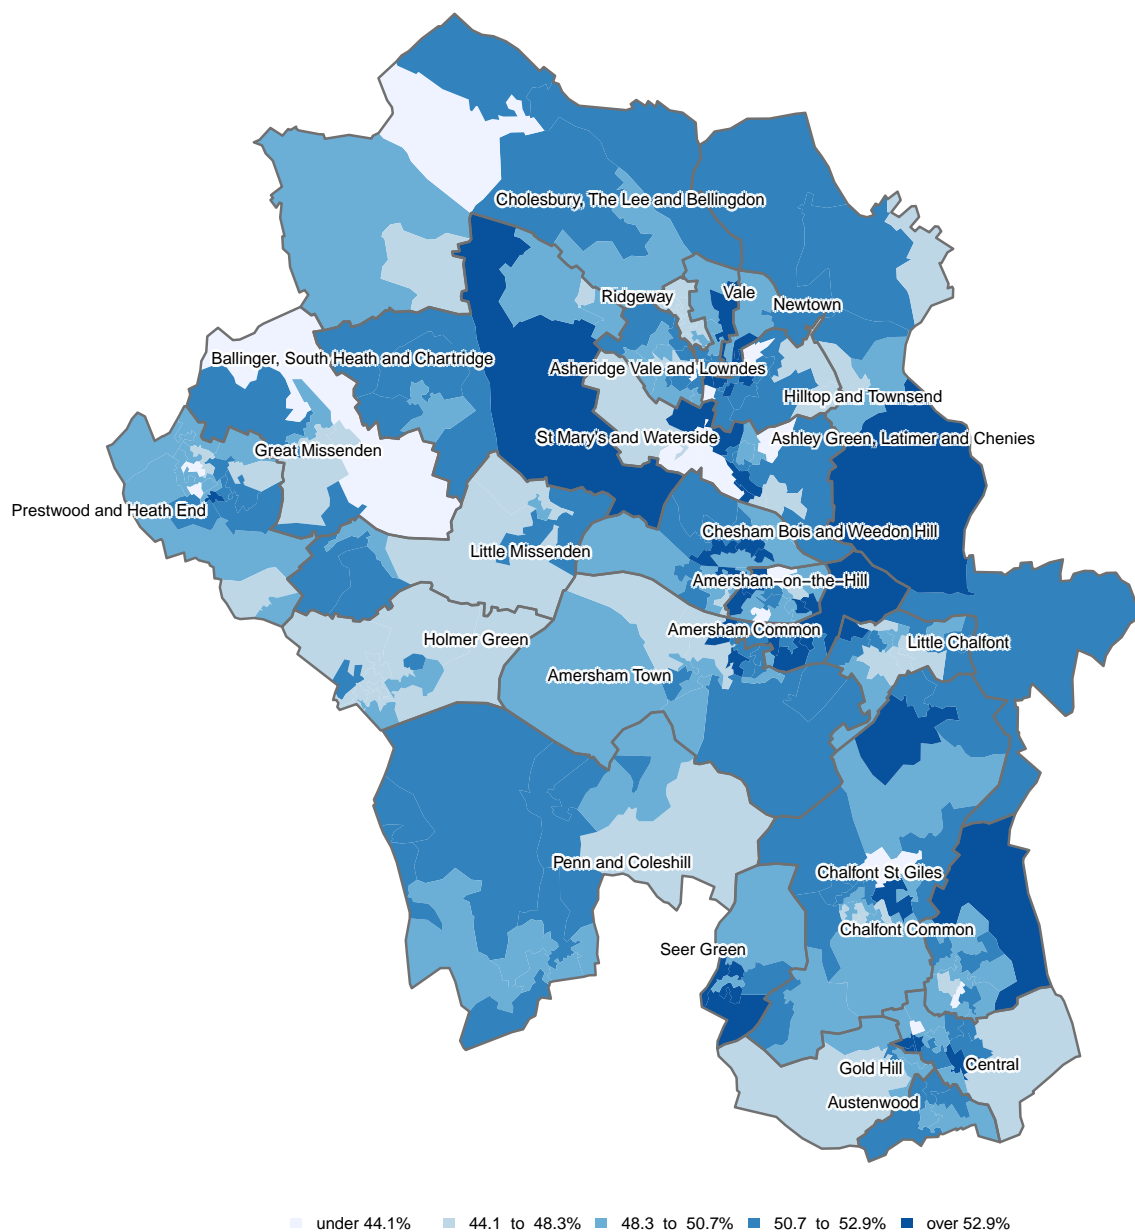 Cholesbury, The Lee and Bellingdon
Ridgeway
Vale
Newtown
Ballinger, South Heath and Chartridge
Asheridge Vale and Lowndes
Hilltop and Townsend
St Mary's and Waterside
Ashley Green, Latimer and Chenies
Great Missenden
Prestwood and Heath End
Chesham Bois and Weedon Hill
Little Missenden
Amersham−on−the−Hill
Amersham Common
Holmer Green
Little Chalfont
Amersham Town
Penn and Coleshill
Chalfont St Giles
Chalfont Common
Seer Green
Gold Hill
Central
Austenwood
under 44.1% 44.1 to 48.3% 48.3 to 50.7% 50.7 to 52.9% over 52.9%